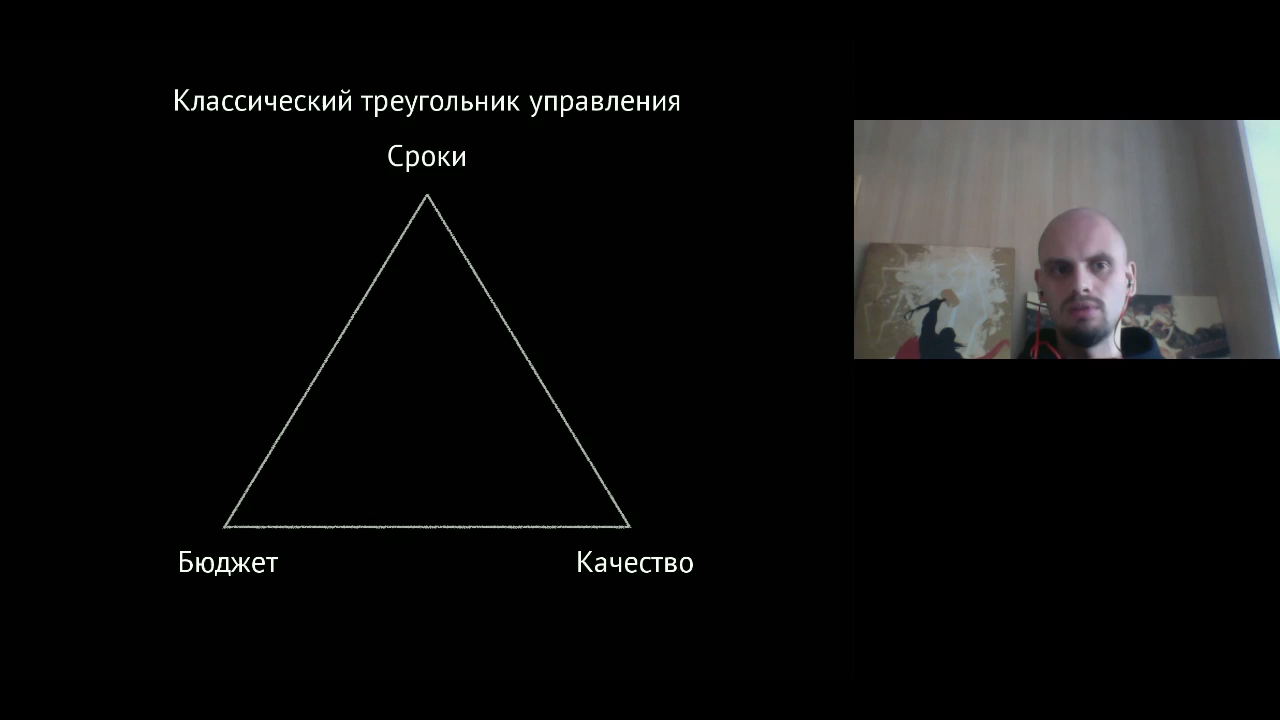 Классический треугольник управления
Сроки
Бюджет
Качество